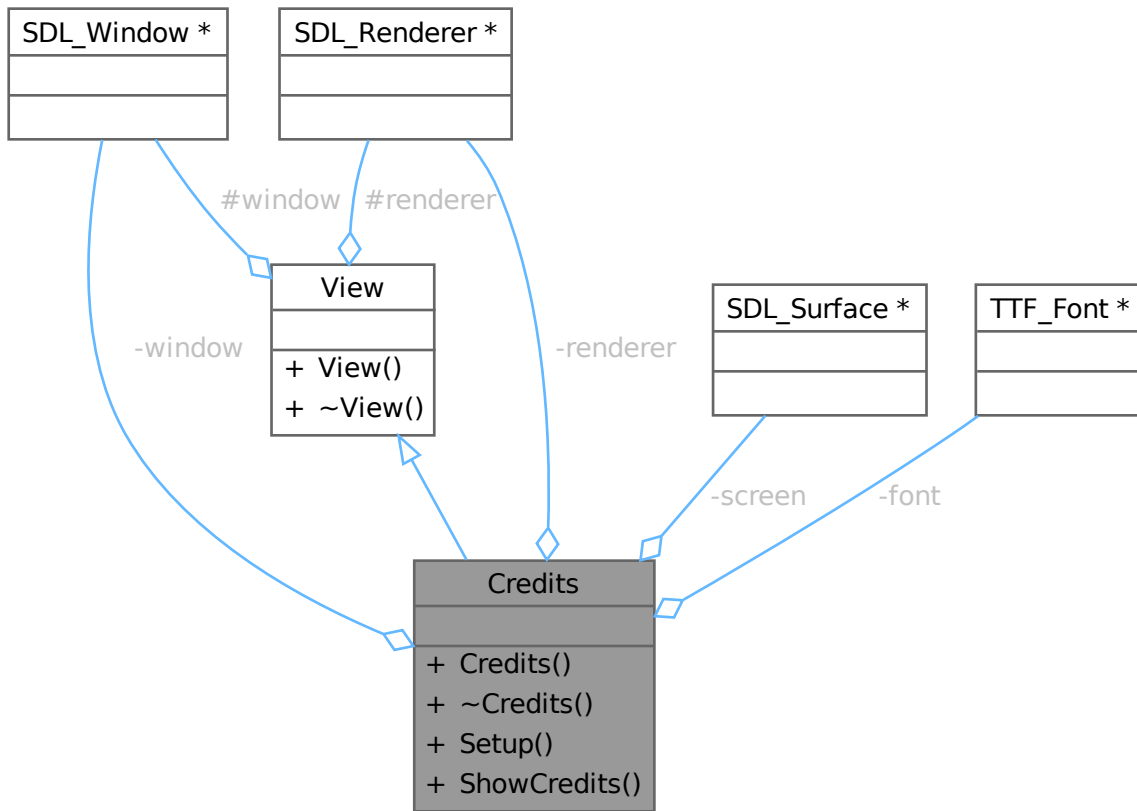 SDL_Window *
SDL_Renderer *
#window
#renderer
View
+ View()
+ ~View()
SDL_Surface *
TTF_Font *
-window
-renderer
-screen
-font
Credits
+ Credits()
+ ~Credits()
+ Setup()
+ ShowCredits()